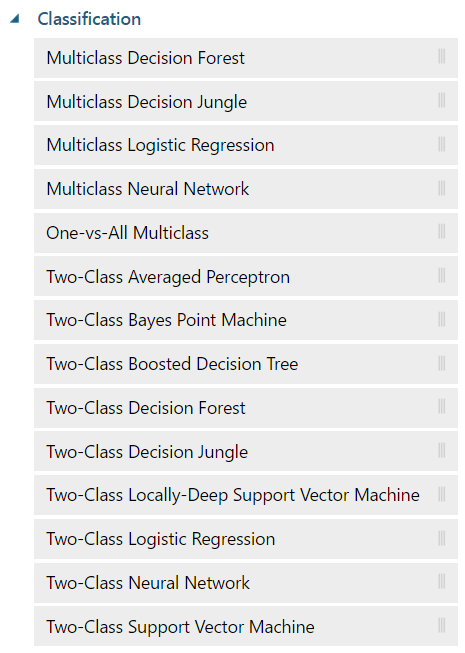 Classification
Multiclass Decision Forest
Multiclass Decision Jungle
Multiclass Logistic Regression
Multiclass Neural Network
One-vs-All Multiclass
Two-Class Averaged Perceptron
Two-Class Bayes Point Machine
Two-Class Boosted Decision Tree
Two-Class Decision Forest
Two-Class Decision Jungle
Two-Class Locally-Deep Support Vector Machine
Two-Class Logistic Regression
Two-Class Neural Network
Two-Class Support Vector Machine